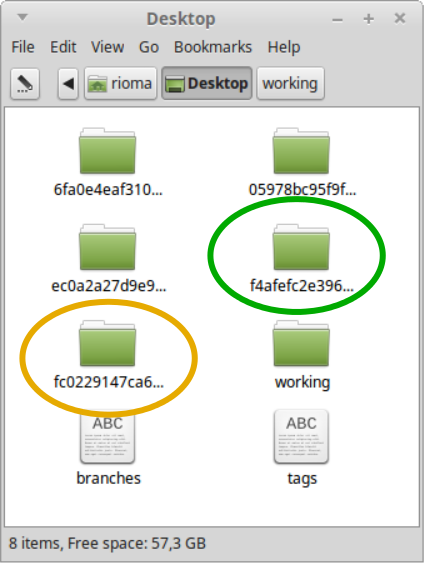 Desktop
File Edit View Go Bookmarks Help
rioma Desktop working
6fa0e4eaf310... 05978bc95f9f...
ec0a2a27d9e9... f4afefc2e396...
fc0229147ca6... working
ABC ABC
branches tags
8 items, Free space: 57,3 GB